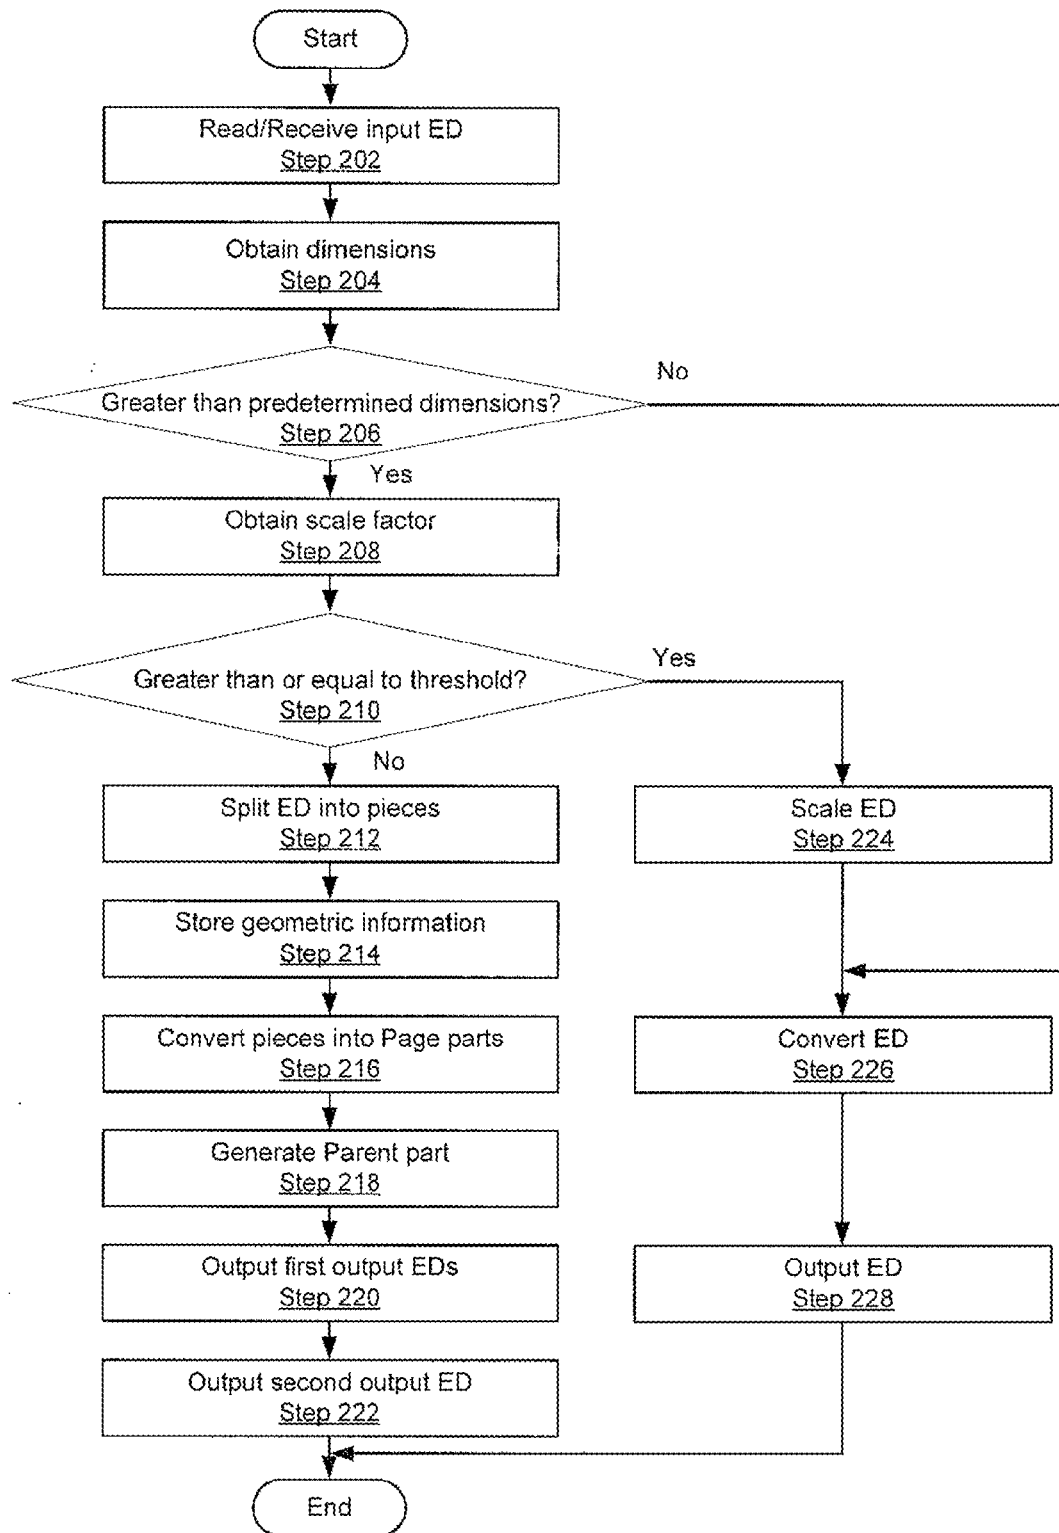 Start
Read/Receive input ED
Step 202
Obtain dimensions
Step 204
No
Greater than predetermined dimensions?
Step 206
Yes
Obtain scale factor
Step 208
Yes
Greater than or equal to threshold?
Step 210
No
Split ED into pieces
Step 212
Scale ED
Step 224
Store geometric information
Step 214
Convert pieces into Page parts
Step 216
Convert ED
Step 226
Generate Parent part
Step 218
Output first output EDs
Step 220
Output ED
Step 228
Output second output ED
Step 222
End